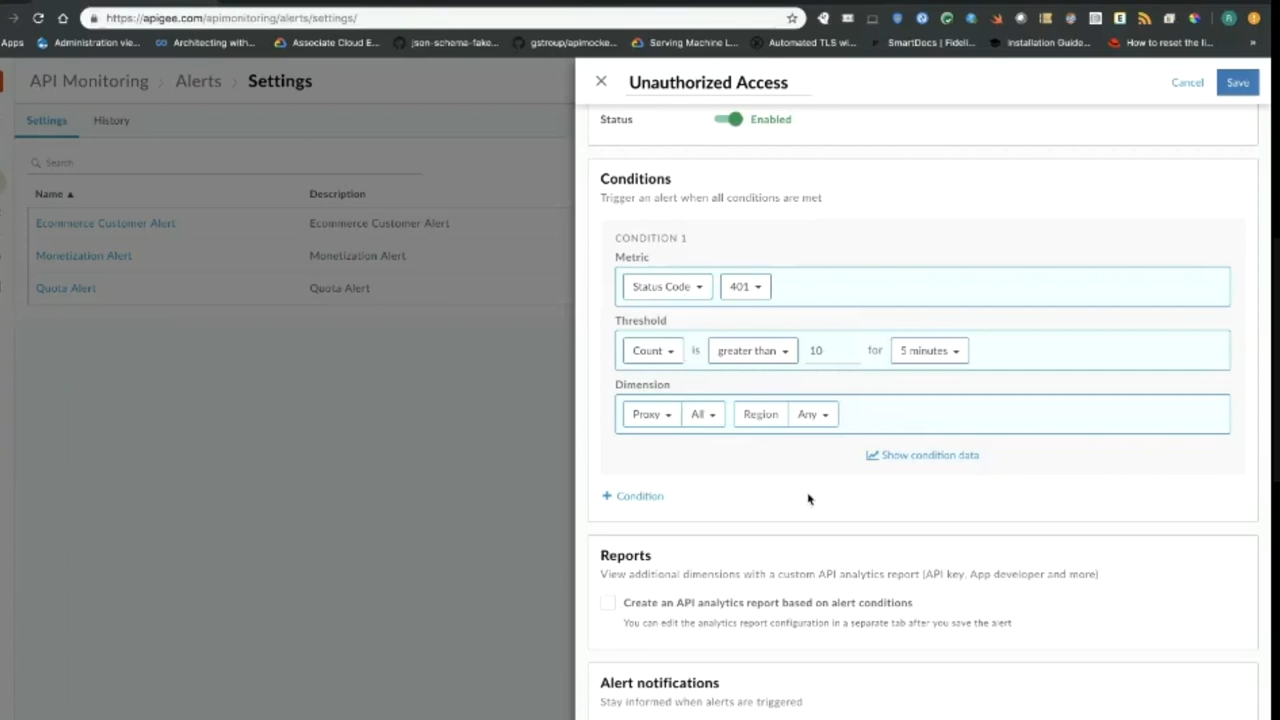 https://apigee.com/apimonitoring/alerts/settings/
Apps Administration vie... Architecting with... Associate Cloud E... json-schema-fake... gstroup/apimocke... Serving Machine L... Automated TLS wi... SmartDocs | Fideli... Installation Guide... How to reset the li... »
API Monitoring > Alerts > Settings
Settings History
Search
Name ▲ Description
Ecommerce Customer Alert Ecommerce Customer Alert
Monetization Alert Monetization Alert
Quota Alert Quota Alert
× Unauthorized Access Cancel Save
Status Enabled
Conditions
Trigger an alert when all conditions are met
CONDITION 1
Metric
Status Code 401
Threshold
Count is greater than 10 for 5 minutes
Dimension
Proxy All Region Any
Show condition data
+ Condition
Reports
View additional dimensions with a custom API analytics report (API key, App developer and more)
Create an API analytics report based on alert conditions
You can edit the analytics report configuration in a separate tab after you save the alert
Alert notifications
Stay informed when alerts are triggered